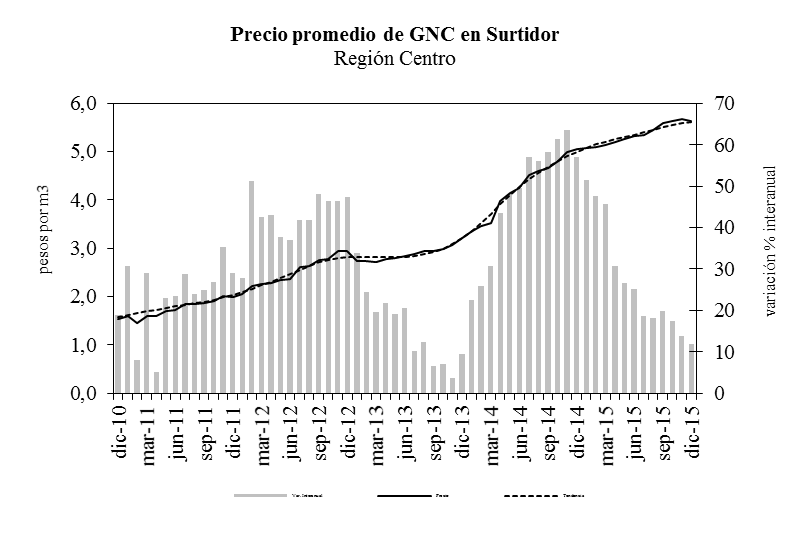 Precio promedio de GNC en Surtidor
Región Centro
6,0
5,0
4,0
3,0
2,0
1,0
0,0
pesos por m3
70
60
50
40
30
20
10
0
variación % interanual
dic-10
mar-11
jun-11
sep-11
dic-11
mar-12
jun-12
sep-12
dic-12
mar-13
jun-13
sep-13
dic-13
mar-14
jun-14
sep-14
dic-14
mar-15
jun-15
sep-15
dic-15
Var. Interanual
Precio
Tendencia